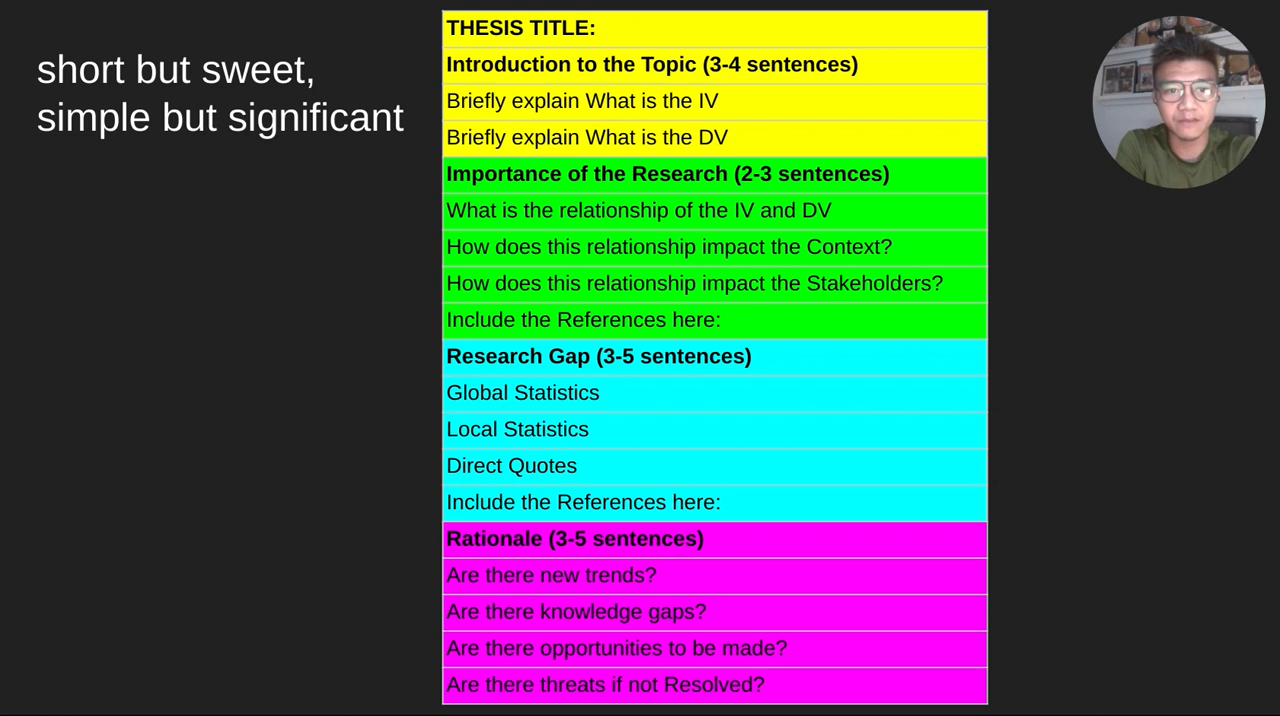 short but sweet,
simple but significant
THESIS TITLE:
Introduction to the Topic (3-4 sentences)
Briefly explain What is the IV
Briefly explain What is the DV
Importance of the Research (2-3 sentences)
What is the relationship of the IV and DV
How does this relationship impact the Context?
How does this relationship impact the Stakeholders?
Include the References here:
Research Gap (3-5 sentences)
Global Statistics
Local Statistics
Direct Quotes
Include the References here:
Rationale (3-5 sentences)
Are there new trends?
Are there knowledge gaps?
Are there opportunities to be made?
Are there threats if not Resolved?